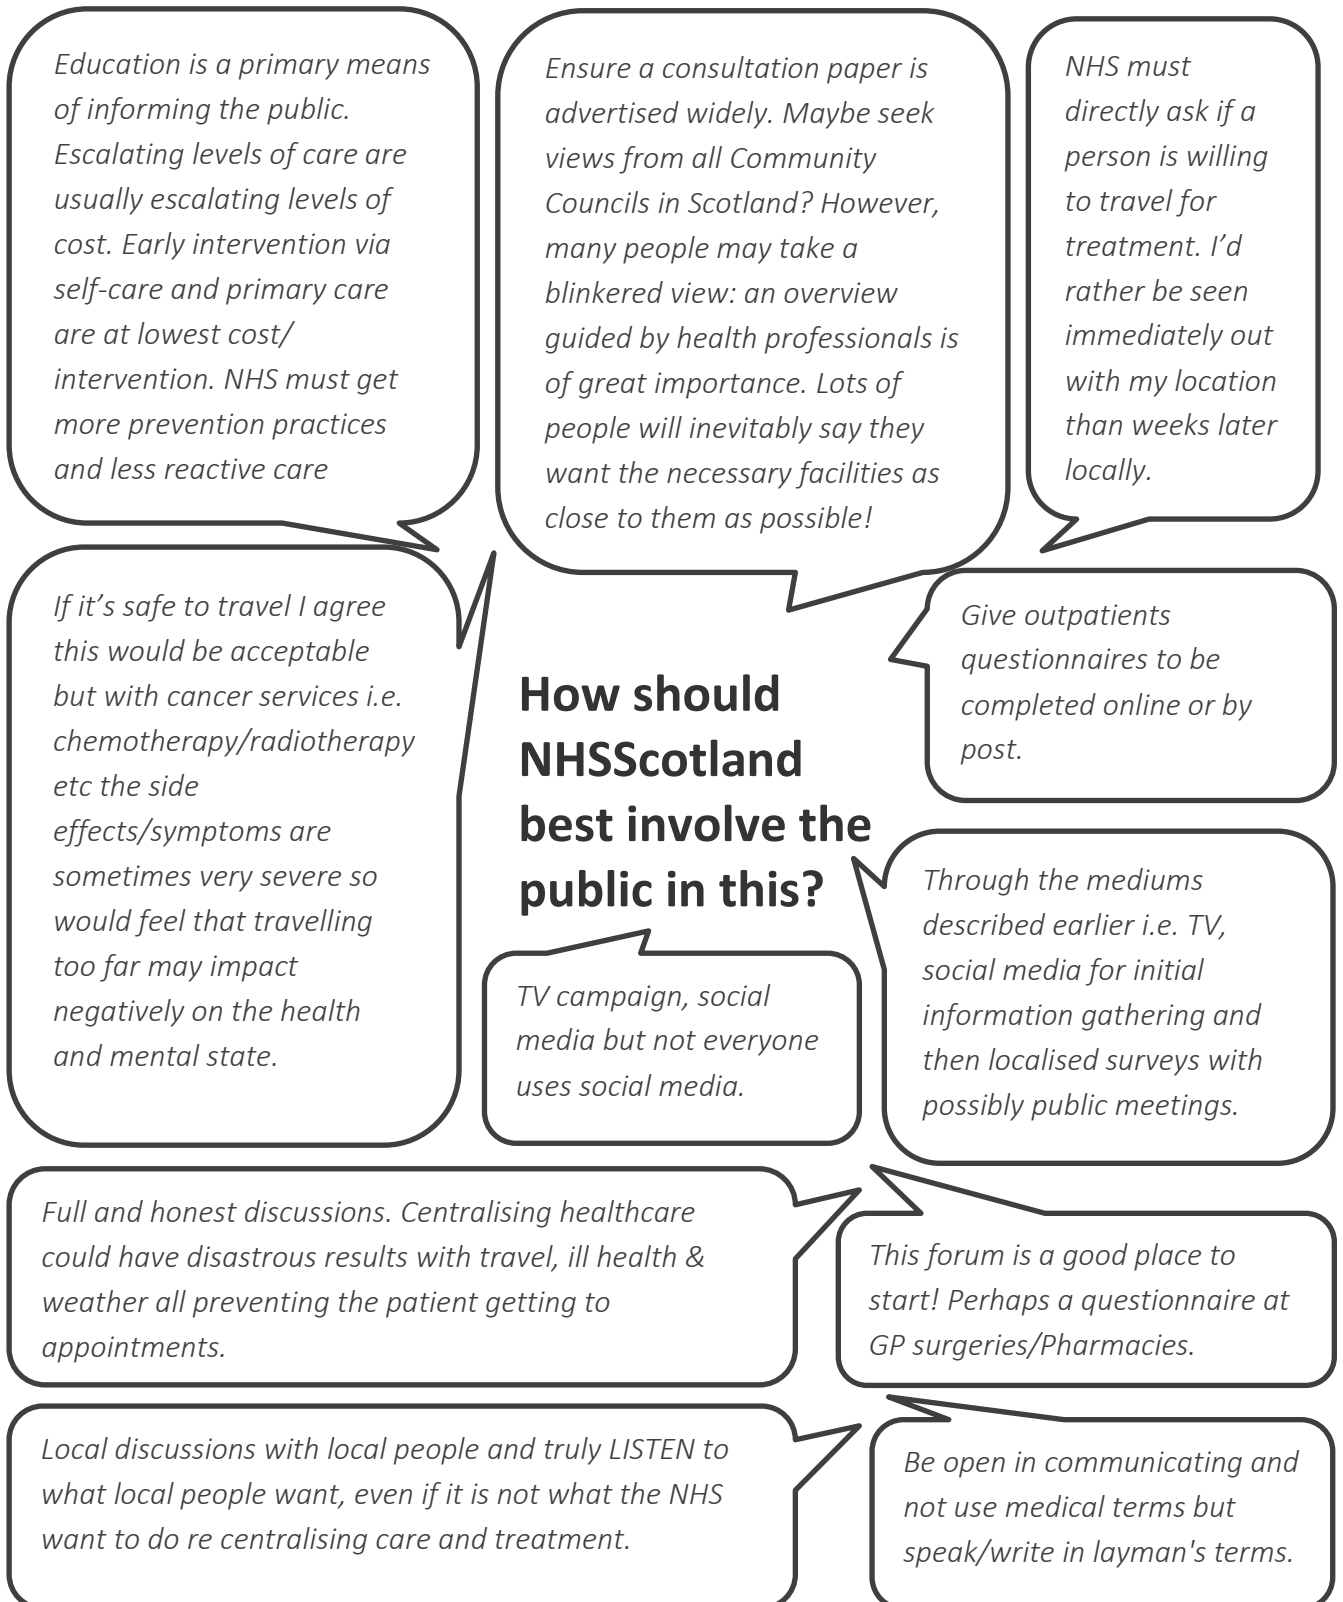 Education is a primary means
of informing the public.
Escalating levels of care are
usually escalating levels of
cost. Early intervention via
self-care and primary care
are at lowest cost/
intervention. NHS must get
more prevention practices
and less reactive care
Ensure a consultation paper is
advertised widely. Maybe seek
views from all Community
Councils in Scotland? However,
many people may take a
blinkered view: an overview
guided by health professionals is
of great importance. Lots of
people will inevitably say they
want the necessary facilities as
close to them as possible!
NHS must
directly ask if a
person is willing
to travel for
treatment. I’d
rather be seen
immediately out
with my location
than weeks later
locally.
If it’s safe to travel I agree
this would be acceptable
but with cancer services i.e.
chemotherapy/radiotherapy
etc the side
effects/symptoms are
sometimes very severe so
would feel that travelling
too far may impact
negatively on the health
and mental state.
How should
NHSScotland
best involve the
public in this?
Give outpatients
questionnaires to be
completed online or by
post.
Through the mediums
described earlier i.e. TV,
social media for initial
information gathering and
then localised surveys with
possibly public meetings.
TV campaign, social
media but not everyone
uses social media.
Full and honest discussions. Centralising healthcare
could have disastrous results with travel, ill health &
weather all preventing the patient getting to
appointments.
This forum is a good place to
start! Perhaps a questionnaire at
GP surgeries/Pharmacies.
Local discussions with local people and truly LISTEN to
what local people want, even if it is not what the NHS
want to do re centralising care and treatment.
Be open in communicating and
not use medical terms but
speak/write in layman's terms.